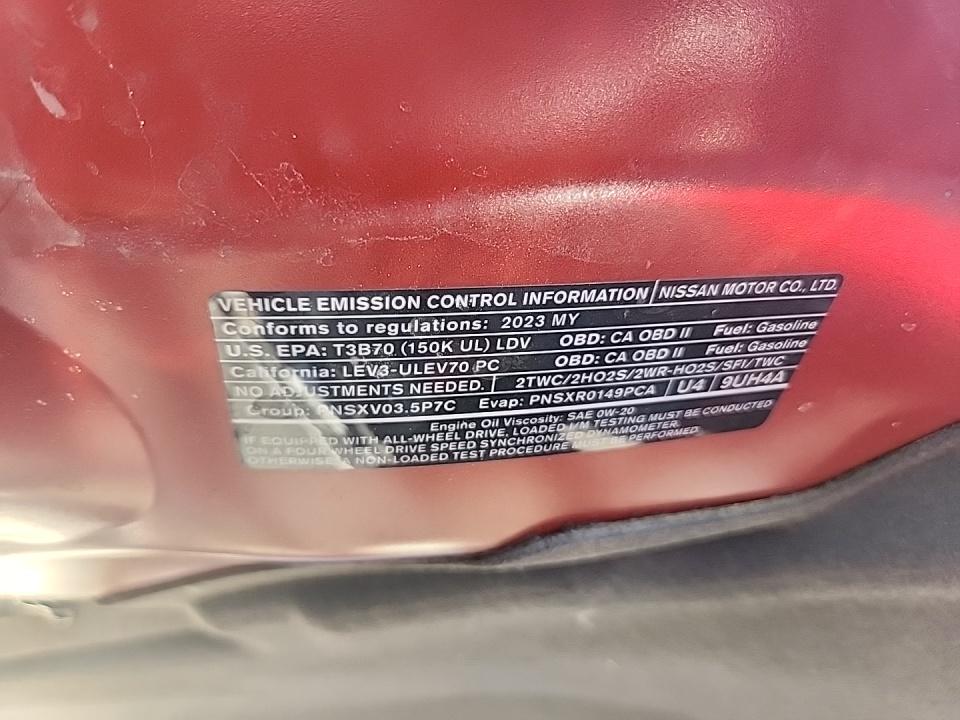 VEHICLE EMISSION CONTROL INFORMATION NISSAN MOTOR CO., LTD.
Conforms to regulations: 2023 MY
U.S. EPA: T3B70 (150K UL) LDV OBD: CA OBD II Fuel: Gasoline
California: LEV3-ULEV70 PC OBD: CA OBD II Fuel: Gasoline
NO ADJUSTMENTS NEEDED. 2TWC/2HO2S/2WR-HO2S/SFI/TWC
Group: PNSXV03.5P7C Evap: PNSXR0149PCA U4 9UH4A
Engine Oil Viscosity: SAE 0W-20
IF EQUIPPED WITH ALL-WHEEL DRIVE, LOADED I/M TESTING MUST BE CONDUCTED
ON A FOUR WHEEL DRIVE SPEED SYNCHRONIZED DYNAMOMETER.
OTHERWISE A NON-LOADED TEST PROCEDURE MUST BE PERFORMED.